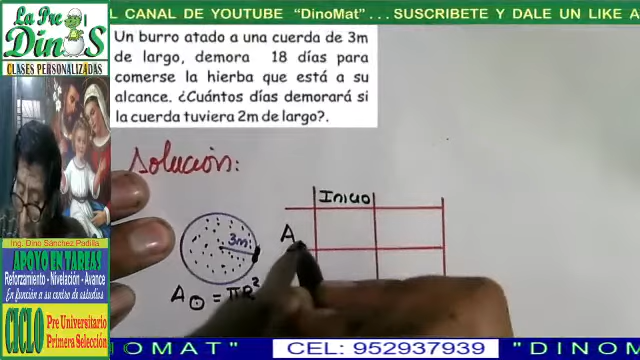 La Pre
DinoS
CLASES PERSONALIZADAS
EL CANAL DE YOUTUBE "DinoMat"...SUSCRIBETE Y DALE UN LIKE A
Un burro atado a una cuerda de 3m
de largo, demora 18 días para
comerse la hierba que está a su
alcance. ¿Cuántos días demorará si
la cuerda tuviera 2m de largo?.
Solución:
Inicio
3m
A
A⊙ = πR²
Ing. Dino Sánchez Padilla
APOYO EN TAREAS
Reforzamiento - Nivelación - Avance
En función a su centro de estudios
CICLO
Pre Universitario
Primera Selección
OMAT"
CEL: 952937939
"DINOM